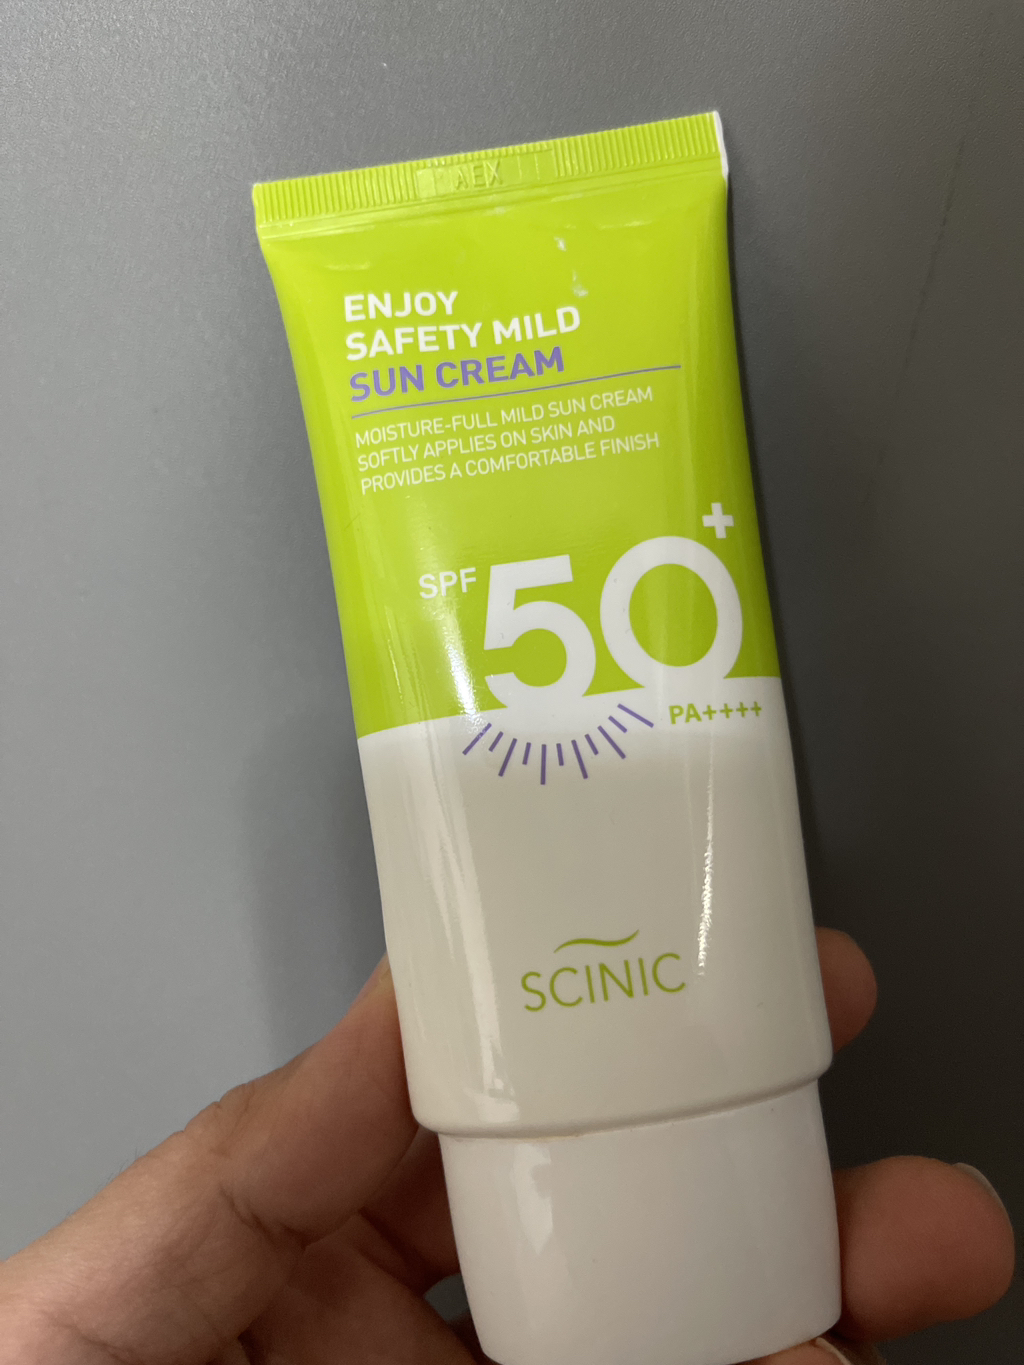 ENJOY
SAFETY MILD
SUN CREAM
MOISTURE-FULL MILD SUN CREAM
SOFTLY APPLIES ON SKIN AND
PROVIDES A COMFORTABLE FINISH
SPF 50+
PA++++
SCINIC